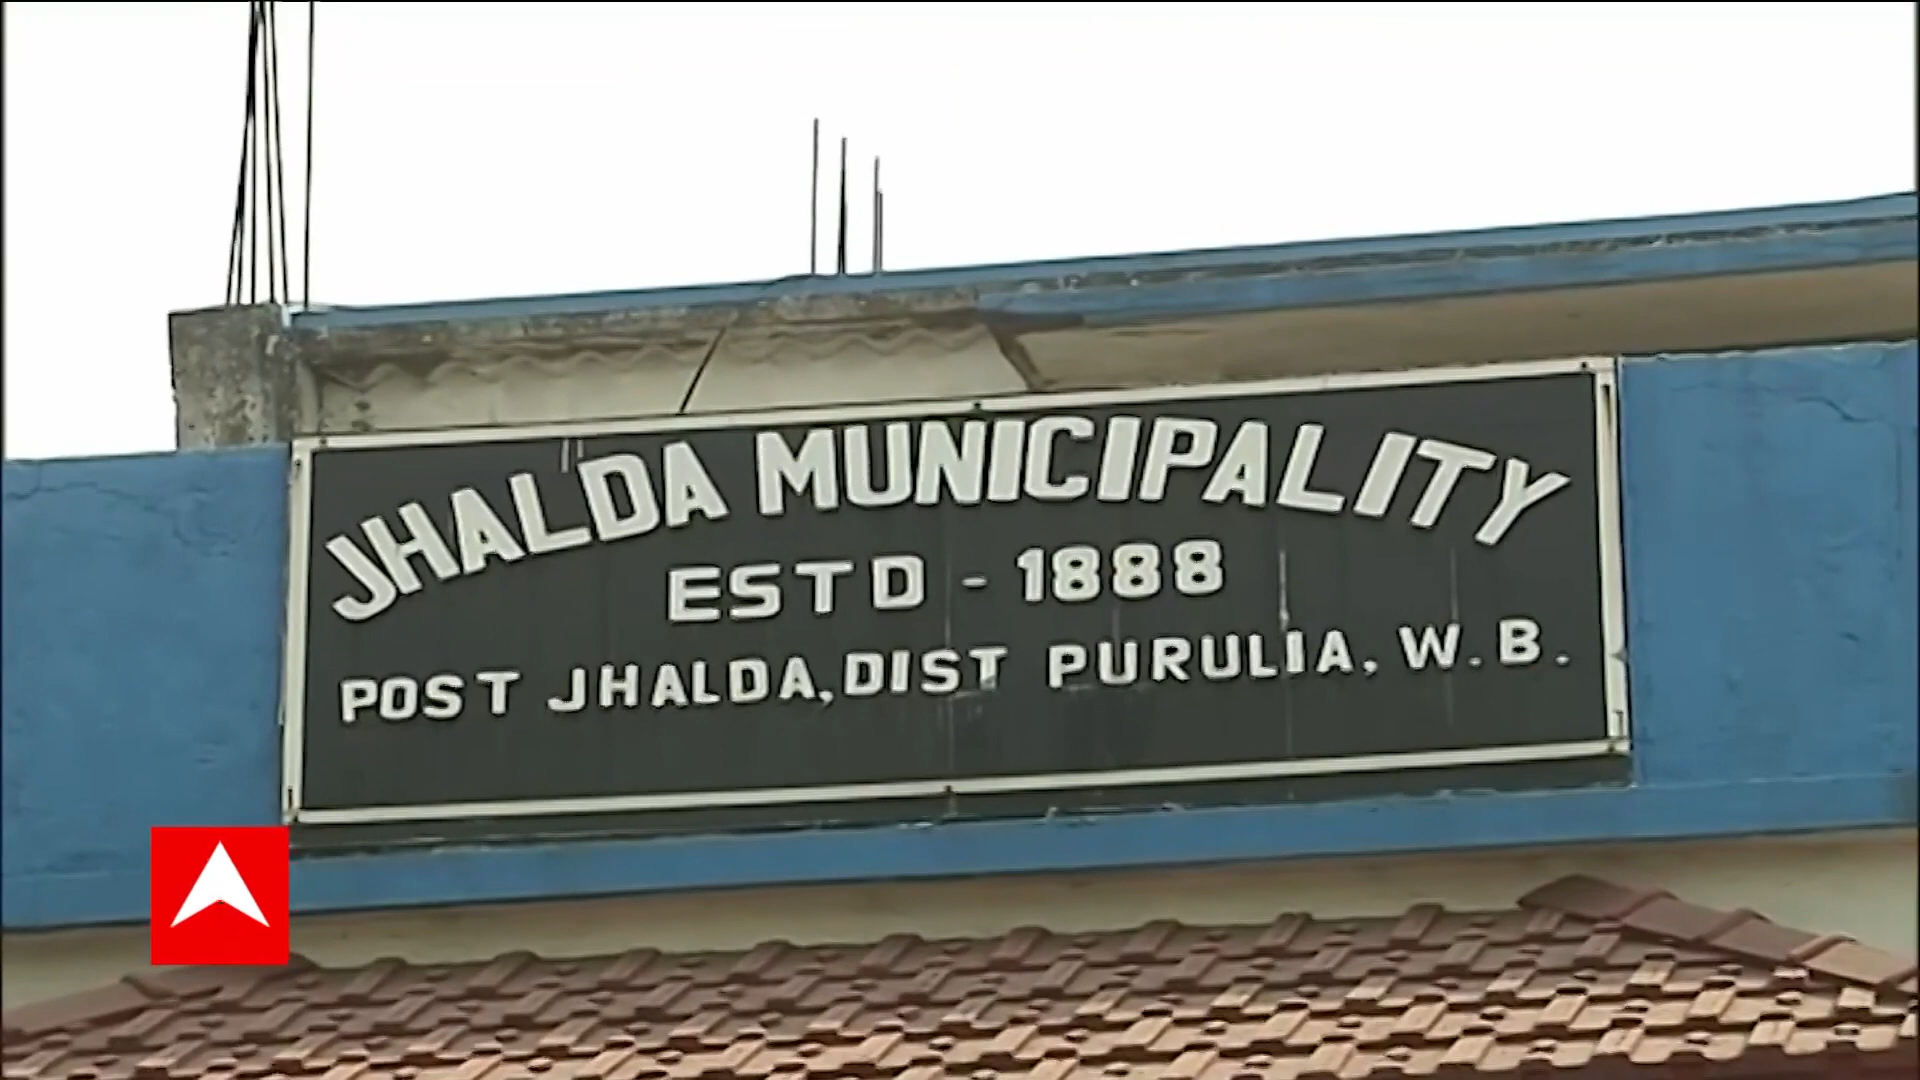 JHALDA MUNICIPALITY
ESTD - 1888
POST JHALDA, DIST PURULIA, W.B.